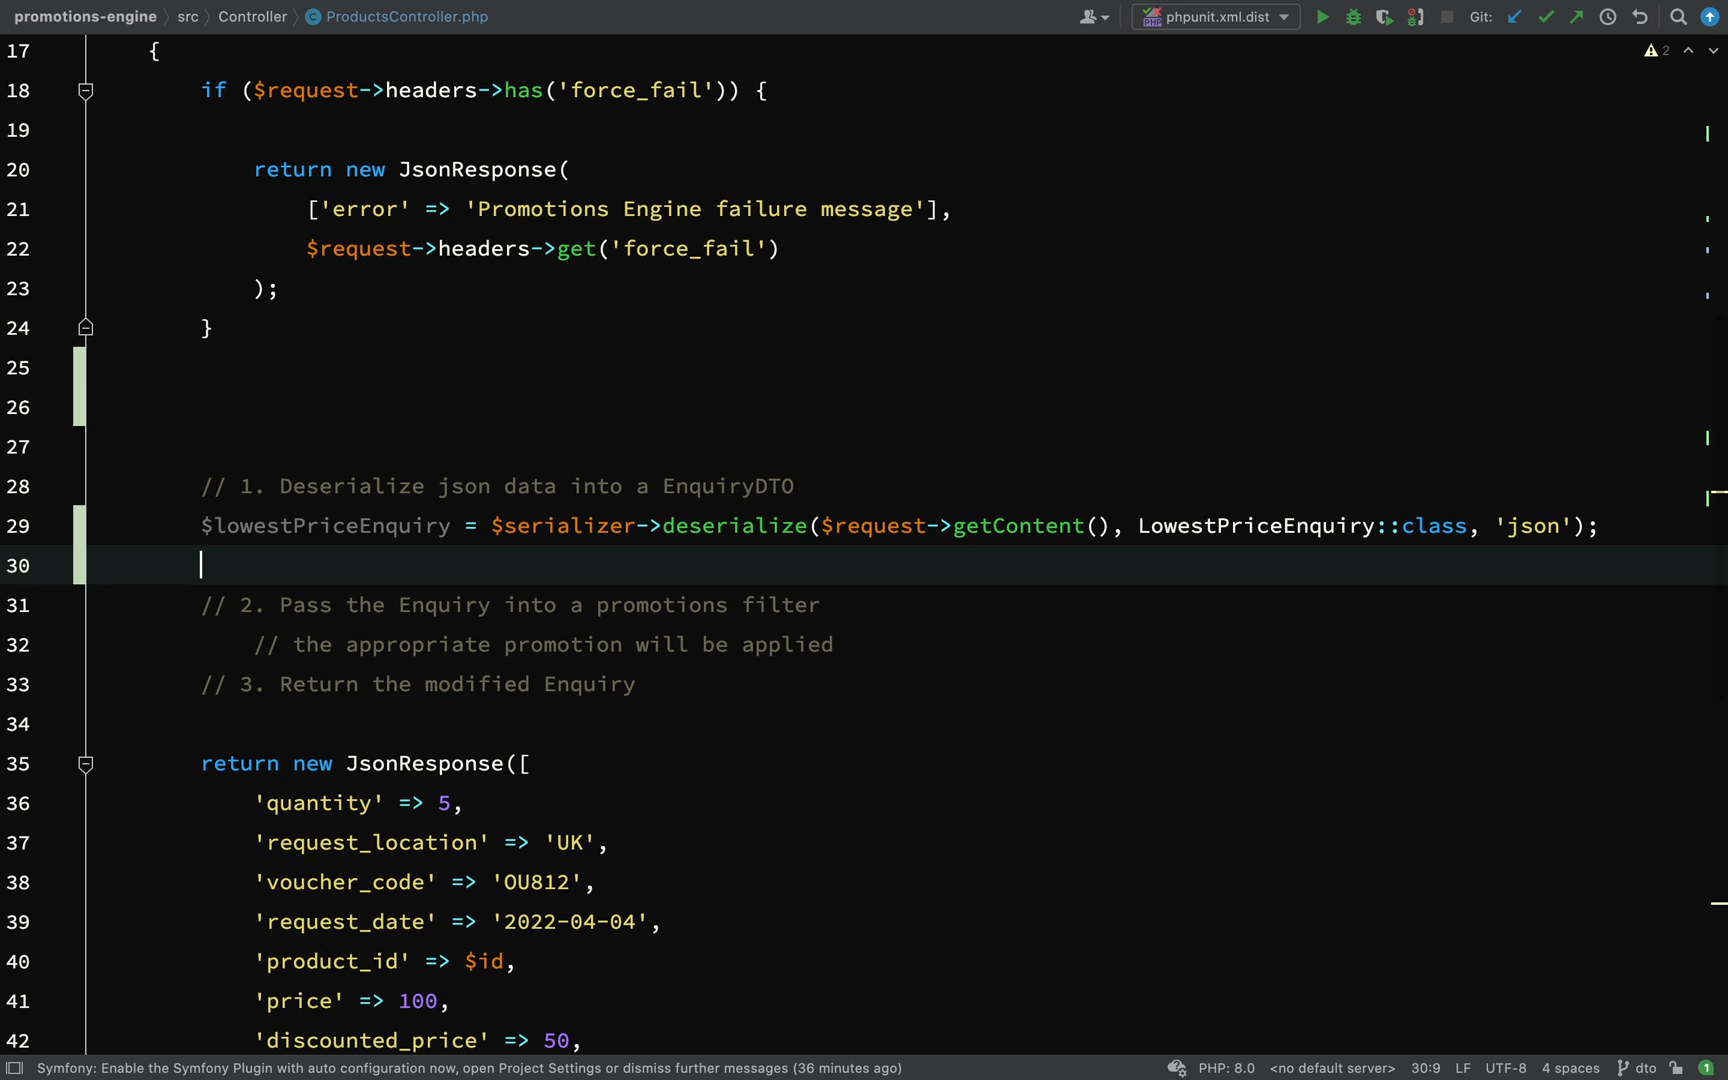 promotions-engine src Controller ProductsController.php phpunit.xml.dist Git:
2
17 {
18 if ($request->headers->has('force_fail')) {
19
20 return new JsonResponse(
21 ['error' => 'Promotions Engine failure message'],
22 $request->headers->get('force_fail')
23 );
24 }
25
26
27
28 // 1. Deserialize json data into a EnquiryDTO
29 $lowestPriceEnquiry = $serializer->deserialize($request->getContent(), LowestPriceEnquiry::class, 'json');
30
31 // 2. Pass the Enquiry into a promotions filter
32 // the appropriate promotion will be applied
33 // 3. Return the modified Enquiry
34
35 return new JsonResponse([
36 'quantity' => 5,
37 'request_location' => 'UK',
38 'voucher_code' => 'OU812',
39 'request_date' => '2022-04-04',
40 'product_id' => $id,
41 'price' => 100,
42 'discounted_price' => 50,
Symfony: Enable the Symfony Plugin with auto configuration now, open Project Settings or dismiss further messages (36 minutes ago) PHP: 8.0 <no default server> 30:9 LF UTF-8 4 spaces dto 1